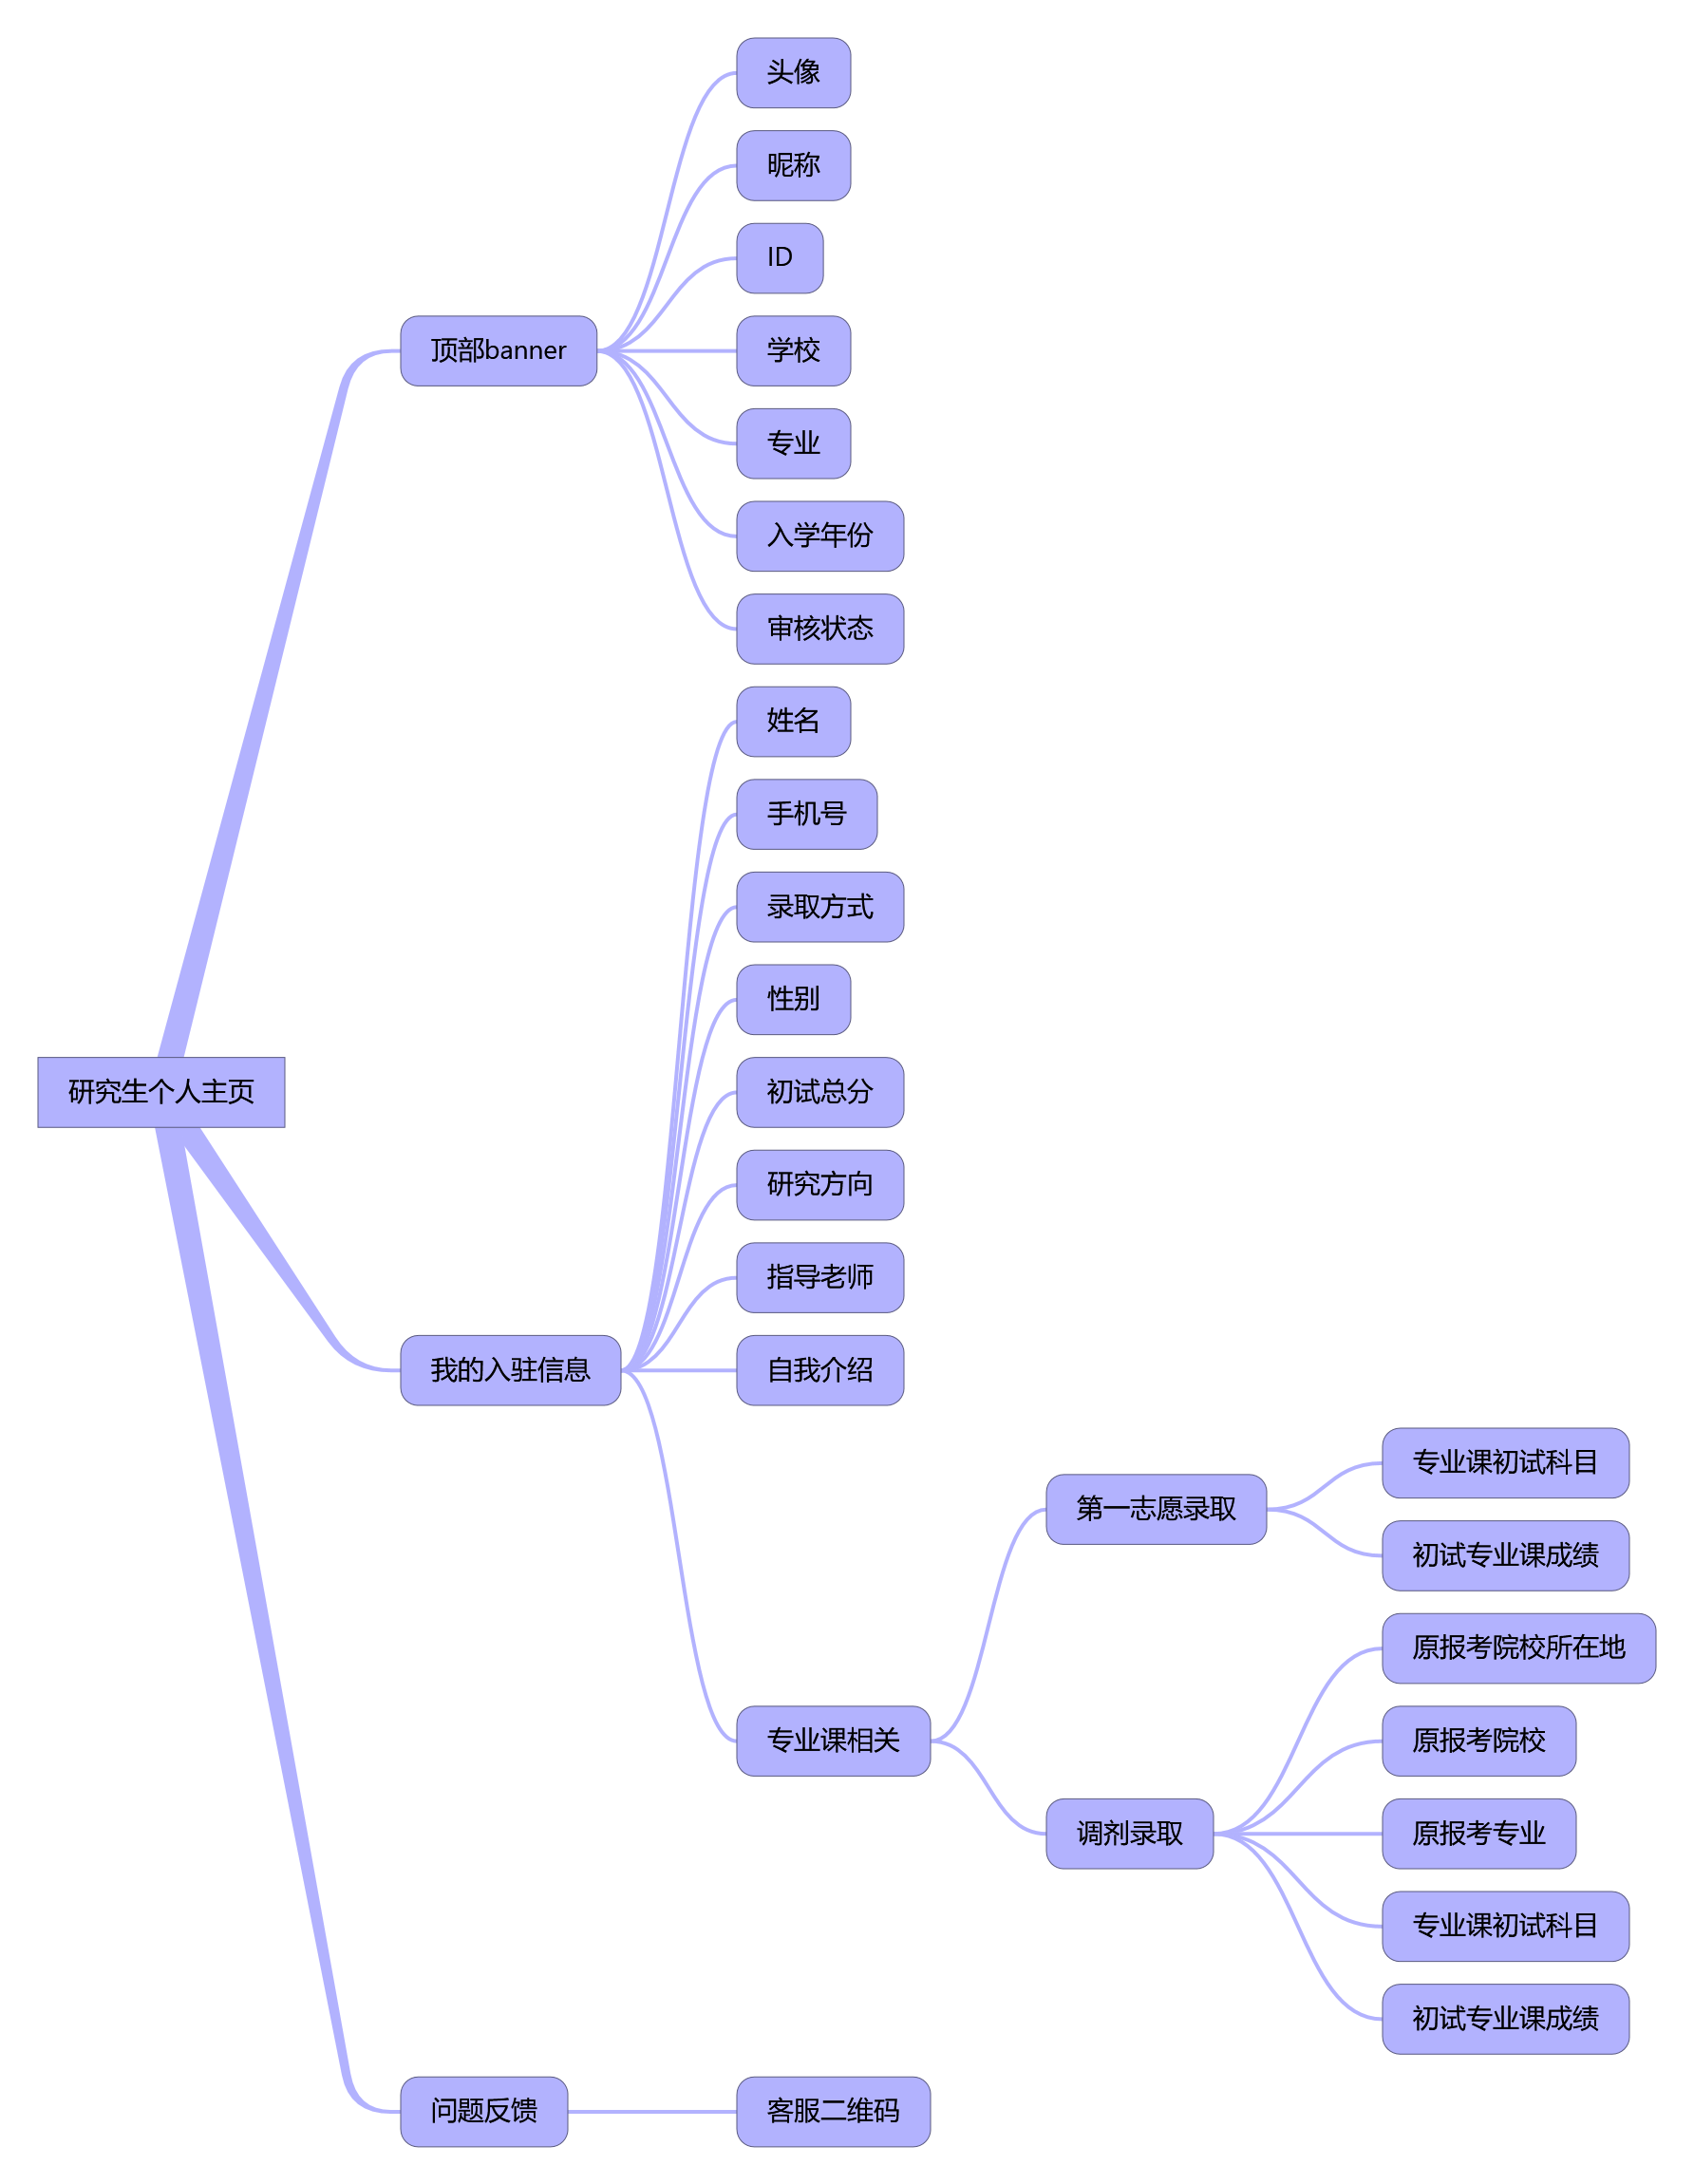 研究生个人主页
顶部banner
头像
昵称
ID
学校
专业
入学年份
审核状态
我的入驻信息
姓名
手机号
录取方式
性别
初试总分
研究方向
指导老师
自我介绍
专业课相关
第一志愿录取
专业课初试科目
初试专业课成绩
调剂录取
原报考院校所在地
原报考院校
原报考专业
专业课初试科目
初试专业课成绩
问题反馈
客服二维码